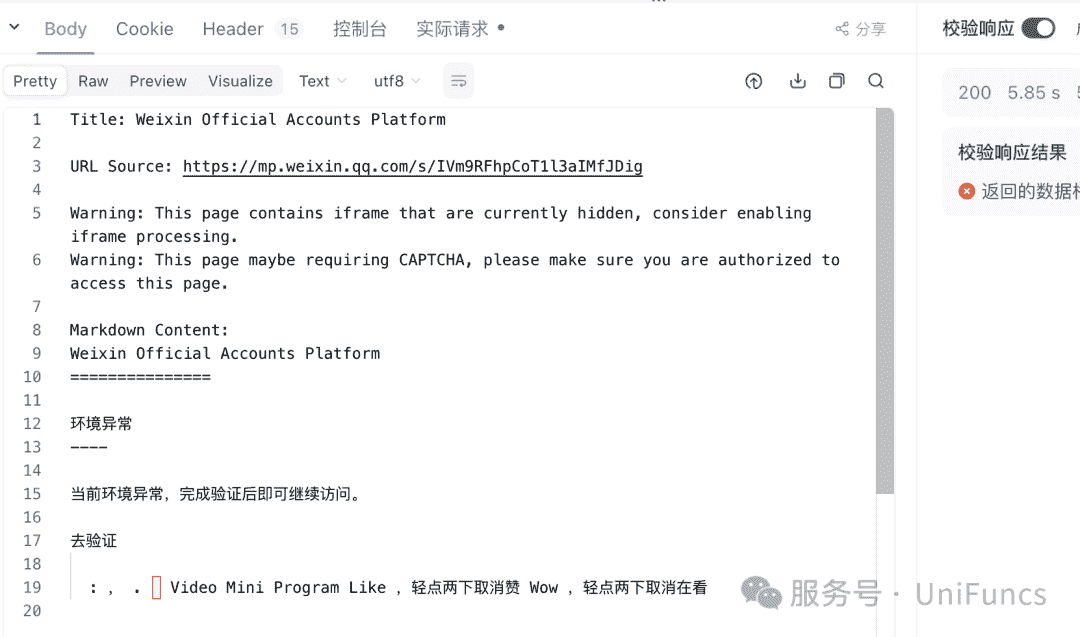 Body Cookie Header 15 控制台 实际请求 • 分享 校验响应
Pretty Raw Preview Visualize Text utf8
200 5.85 s
校验响应结果
返回的数据
1 Title: Weixin Official Accounts Platform
2
3 URL Source: https://mp.weixin.qq.com/s/IVm9RFhpCoT1l3aIMfJDig
4
5 Warning: This page contains iframe that are currently hidden, consider enabling
iframe processing.
6 Warning: This page maybe requiring CAPTCHA, please make sure you are authorized to
access this page.
7
8 Markdown Content:
9 Weixin Official Accounts Platform
10 ===============
11
12 环境异常
13 ----
14
15 当前环境异常，完成验证后即可继续访问。
16
17 去验证
18
19 : ， . Video Mini Program Like ，轻点两下取消赞 Wow ，轻点两下取消在看
20
服务号 · UniFuncs